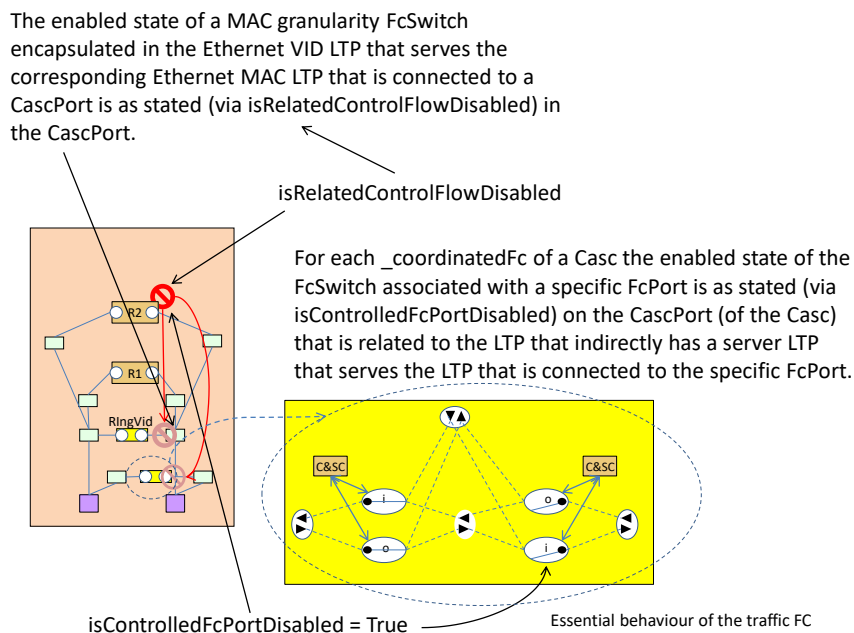 The enabled state of a MAC granularity FcSwitch
encapsulated in the Ethernet VID LTP that serves the
corresponding Ethernet MAC LTP that is connected to a
CascPort is as stated (via isRelatedControlFlowDisabled) in
the CascPort.
isRelatedControlFlowDisabled
For each _coordinatedFc of a Casc the enabled state of the
FcSwitch associated with a specific FcPort is as stated (via
isControlledFcPortDisabled) on the CascPort (of the Casc)
that is related to the LTP that indirectly has a server LTP
that serves the LTP that is connected to the specific FcPort.
R2
R1
RIngVid
C&SC
C&SC
i
o
o
i
isControlledFcPortDisabled = True
Essential behaviour of the traffic FC